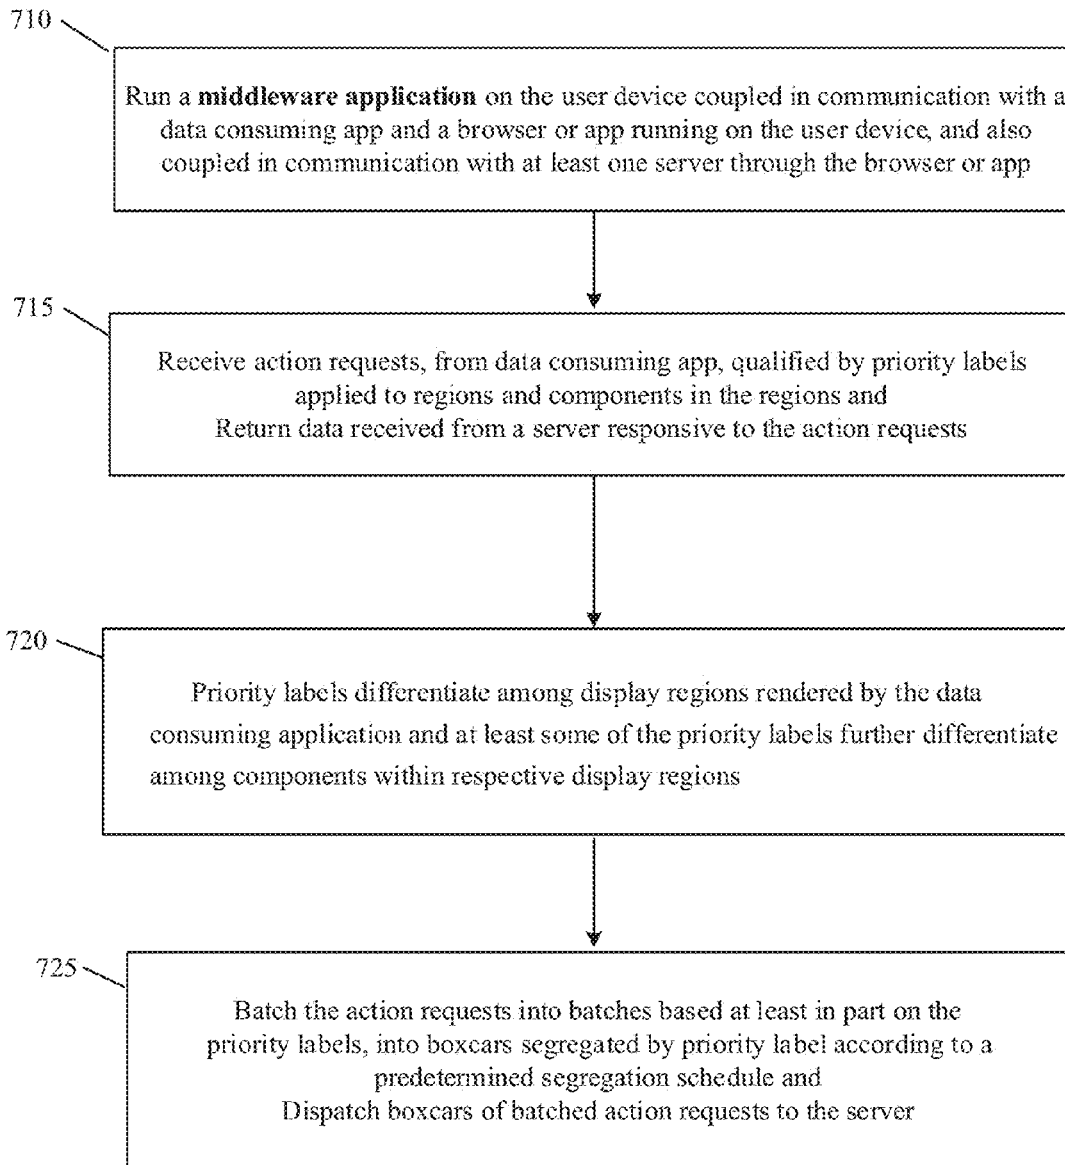 710
Run a middleware application on the user device coupled in communication with a
data consuming app and a browser or app running on the user device, and also
coupled in communication with at least one server through the browser or app
715
Receive action requests, from data consuming app, qualified by priority labels
applied to regions and components in the regions and
Return data received from a server responsive to the action requests
720
Priority labels differentiate among display regions rendered by the data
consuming application and at least some of the priority labels further differentiate
among components within respective display regions
725
Batch the action requests into batches based at least in part on the
priority labels, into boxcars segregated by priority label according to a
predetermined segregation schedule and
Dispatch boxcars of batched action requests to the server